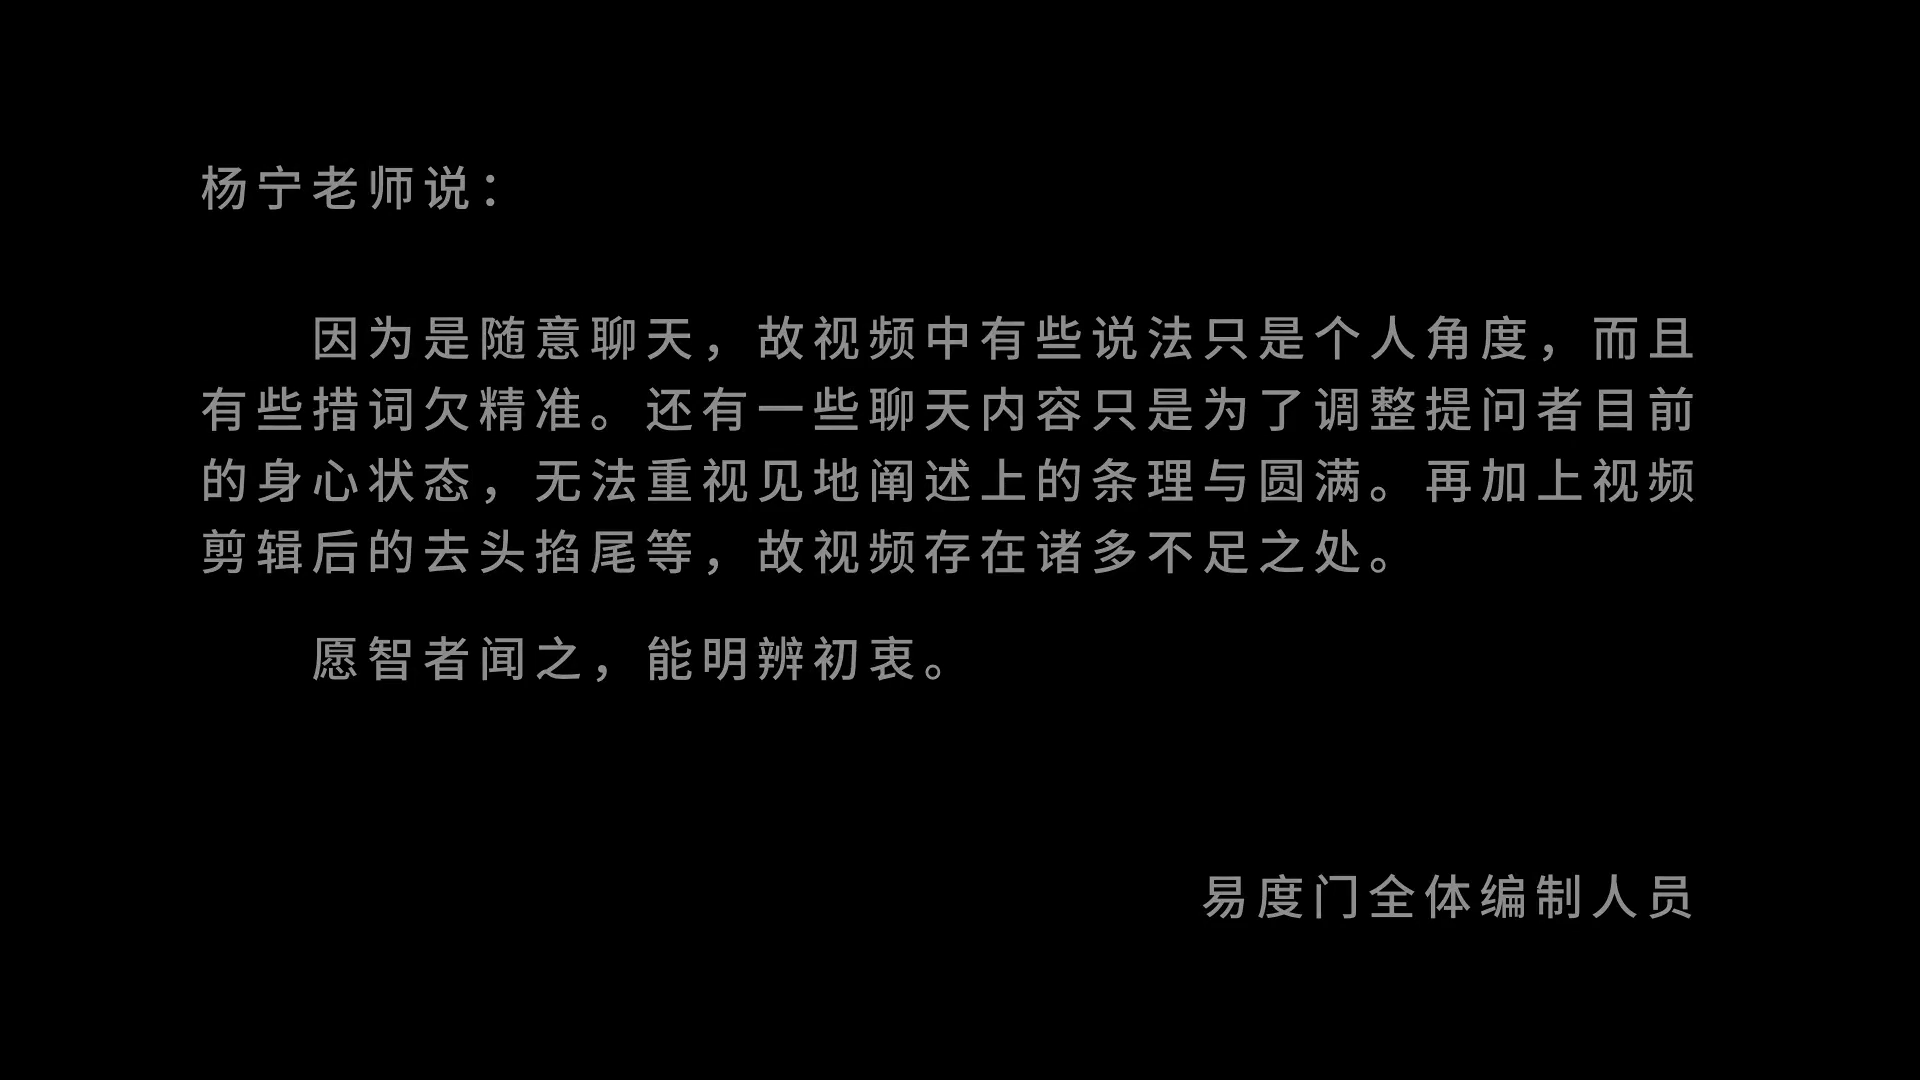 杨宁老师说：
因为是随意聊天，故视频中有些说法只是个人角度，而且
有些措词欠精准。还有一些聊天内容只是为了调整提问者目前
的身心状态，无法重视见地阐述上的条理与圆满。再加上视频
剪辑后的去头掐尾等，故视频存在诸多不足之处。
愿智者闻之，能明辨初衷。
易度门全体编制人员